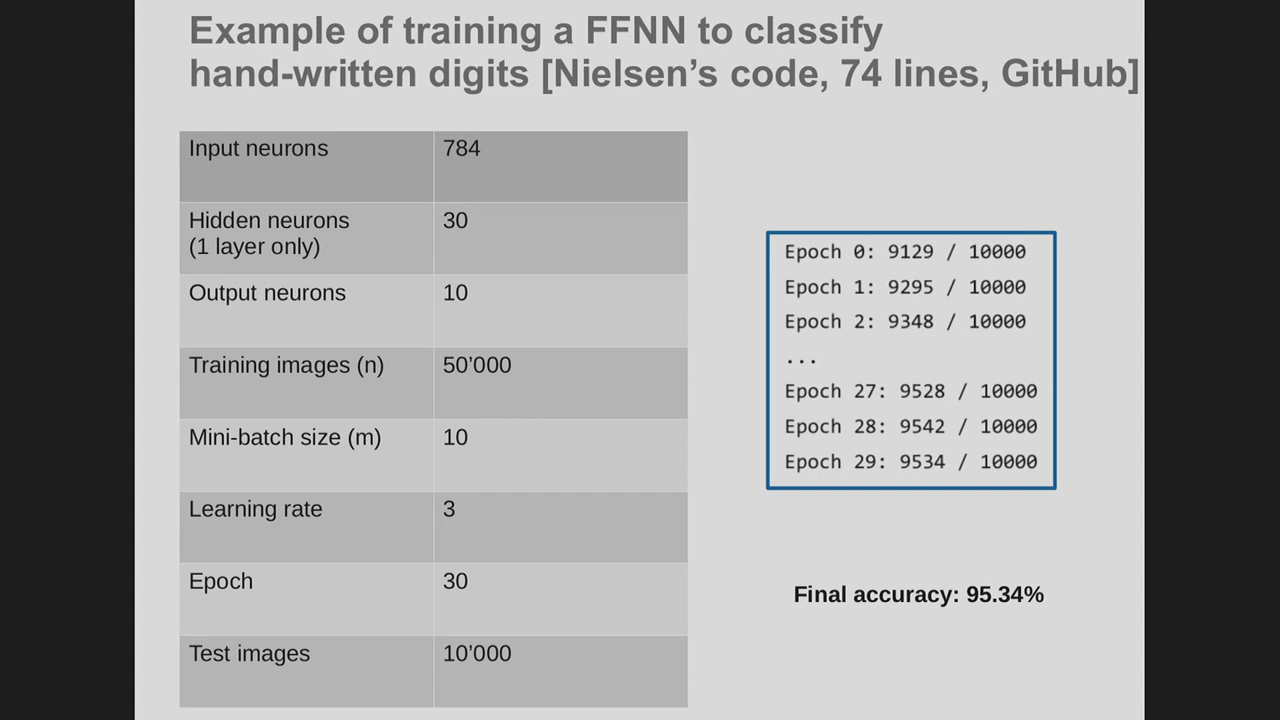 Example of training a FFNN to classify
hand-written digits [Nielsen’s code, 74 lines, GitHub]
Input neurons 784
Hidden neurons 30
(1 layer only)
Output neurons 10
Training images (n) 50’000
Mini-batch size (m) 10
Learning rate 3
Epoch 30
Test images 10’000
Epoch 0: 9129 / 10000
Epoch 1: 9295 / 10000
Epoch 2: 9348 / 10000
...
Epoch 27: 9528 / 10000
Epoch 28: 9542 / 10000
Epoch 29: 9534 / 10000
Final accuracy: 95.34%